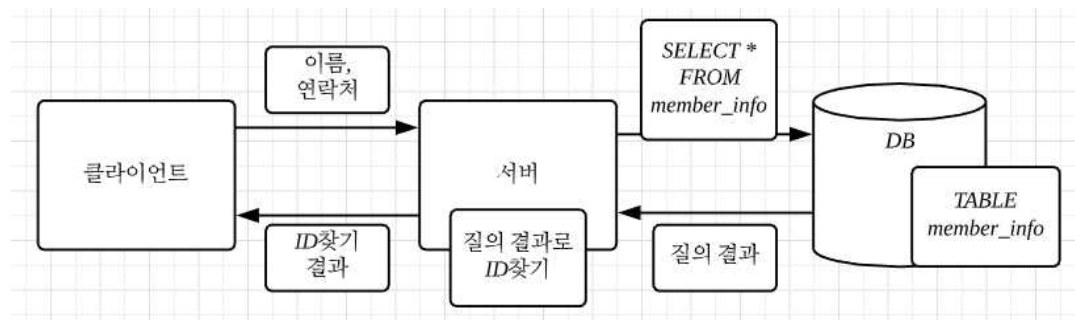 이름,
연락처
SELECT *
FROM
member_info
클라이언트
서버
DB
TABLE
member_info
ID찾기
결과
질의 결과로
ID찾기
질의 결과